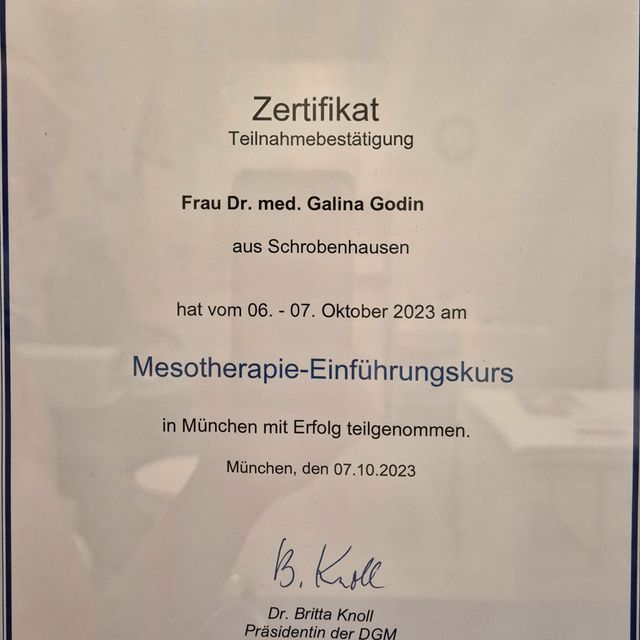 Zertifikat
Teilnahmebestätigung
Frau Dr. med. Galina Godin
aus Schrobenhausen
hat vom 06. - 07. Oktober 2023 am
Mesotherapie-Einführungskurs
in München mit Erfolg teilgenommen.
München, den 07.10.2023
B. Knoll
Dr. Britta Knoll
Präsidentin der DGM